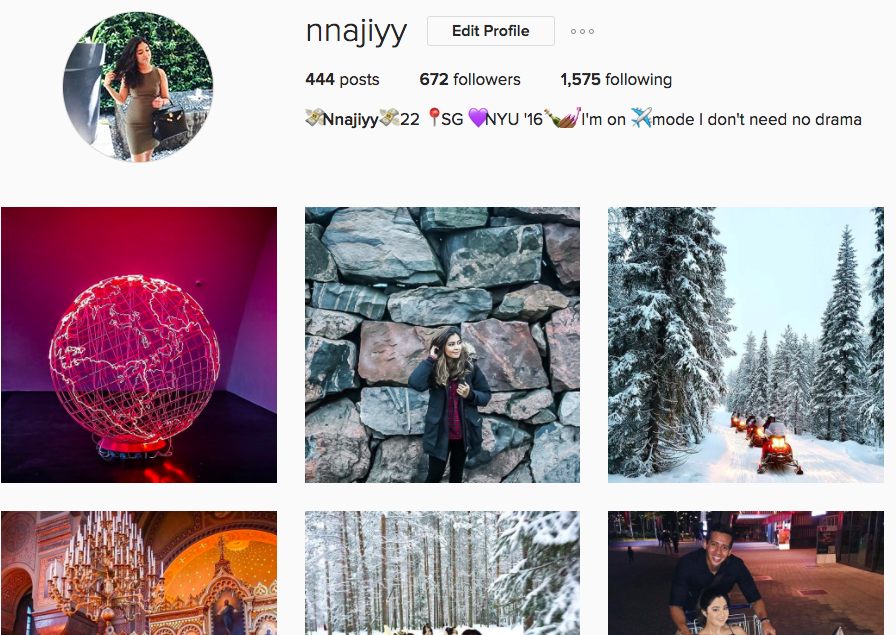 nnajiyy Edit Profile
444 posts 672 followers 1,575 following
💸Nnajiyy💸22 📍SG 💜NYU '16🍾💅🏾I'm on ✈️mode I don't need no drama